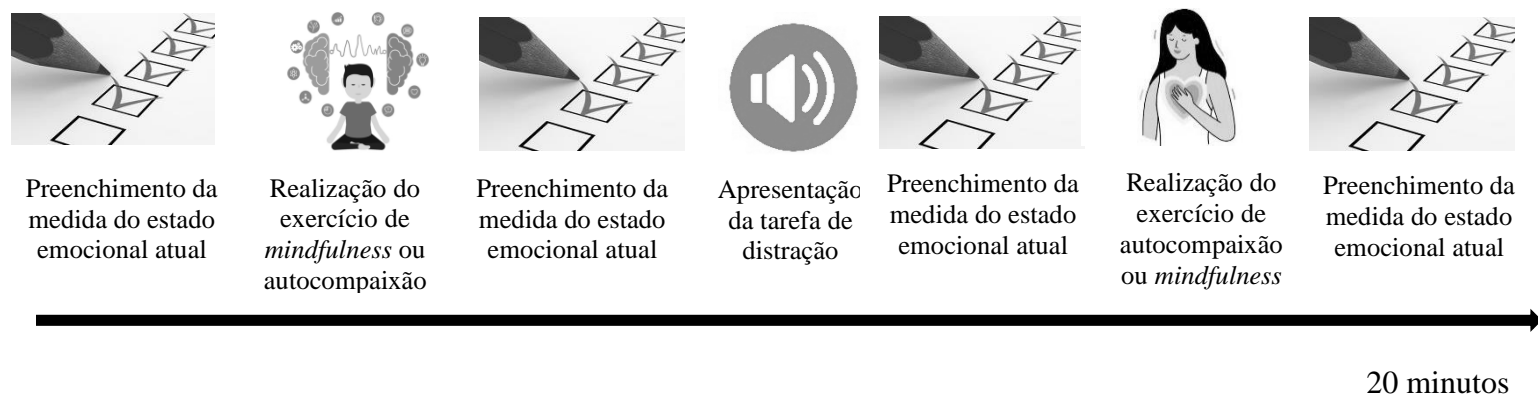 Preenchimento da
medida do estado
emocional atual
Realização do
exercício de
mindfulness ou
autocompaixão
Preenchimento da
medida do estado
emocional atual
Apresentação
da tarefa de
distração
Preenchimento da
medida do estado
emocional atual
Realização do
exercício de
autocompaixão
ou mindfulness
Preenchimento da
medida do estado
emocional atual
20 minutos